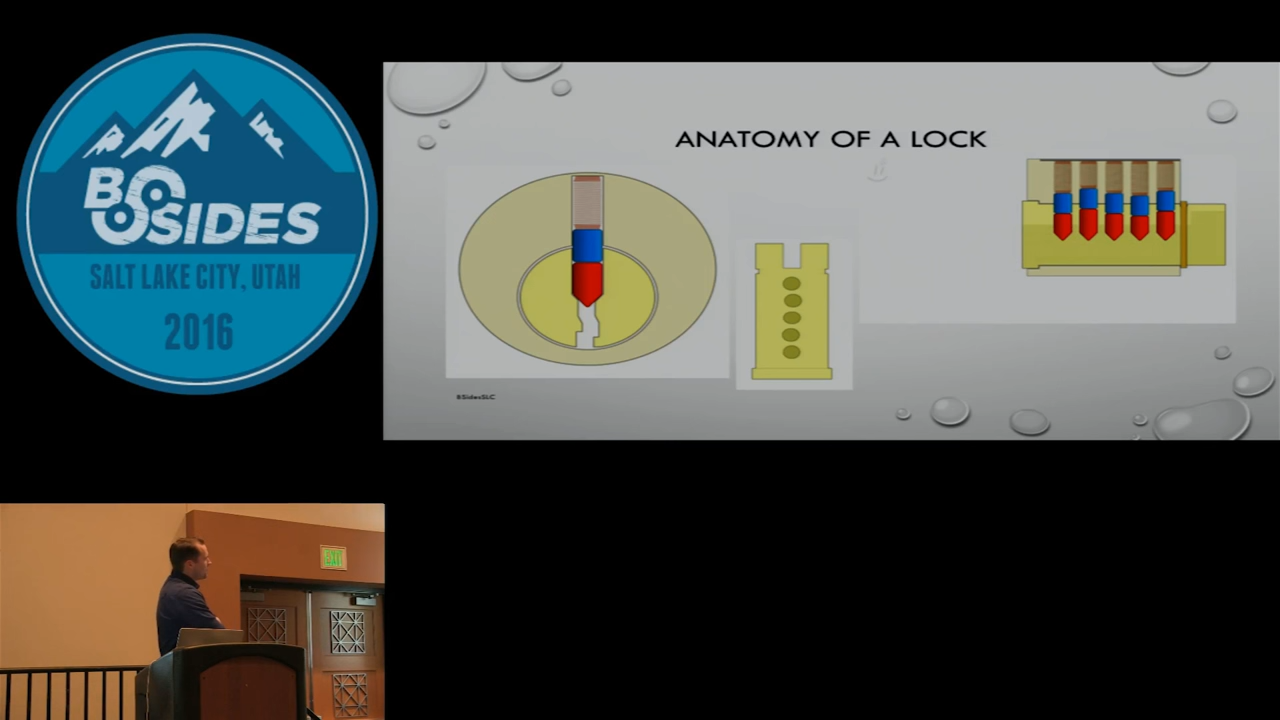 BSIDES
SALT LAKE CITY, UTAH
2016
ANATOMY OF A LOCK
BSidesSLC
EXIT